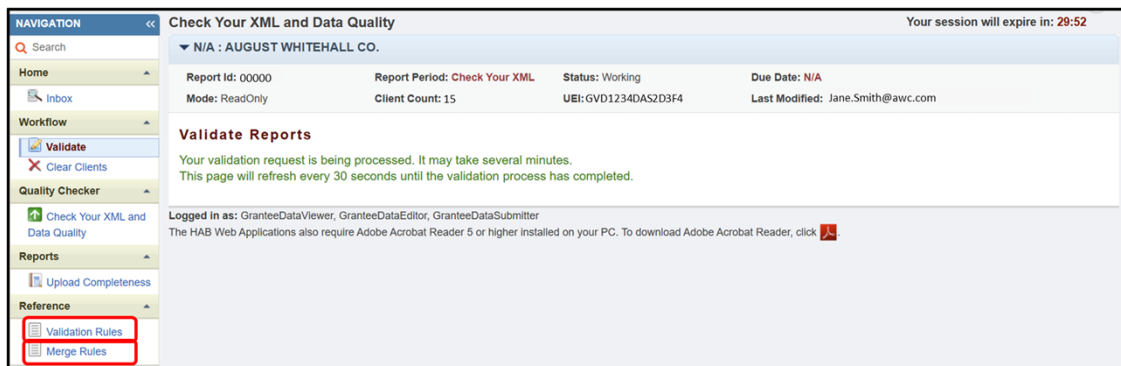 NAVIGATION «
Search
Home
Inbox
Workflow
Validate
Clear Clients
Quality Checker
Check Your XML and
Data Quality
Reports
Upload Completeness
Reference
Validation Rules
Merge Rules
Check Your XML and Data Quality
Your session will expire in: 29:52
N/A : AUGUST WHITEHALL CO.
Report Id: 00000 Report Period: Check Your XML Status: Working Due Date: N/A
Mode: ReadOnly Client Count: 15 UEI: GVD1234DAS2D3F4 Last Modified: Jane.Smith@awc.com
Validate Reports
Your validation request is being processed. It may take several minutes.
This page will refresh every 30 seconds until the validation process has completed.
Logged in as: GranteeDataViewer, GranteeDataEditor, GranteeDataSubmitter
The HAB Web Applications also require Adobe Acrobat Reader 5 or higher installed on your PC. To download Adobe Acrobat Reader, click .